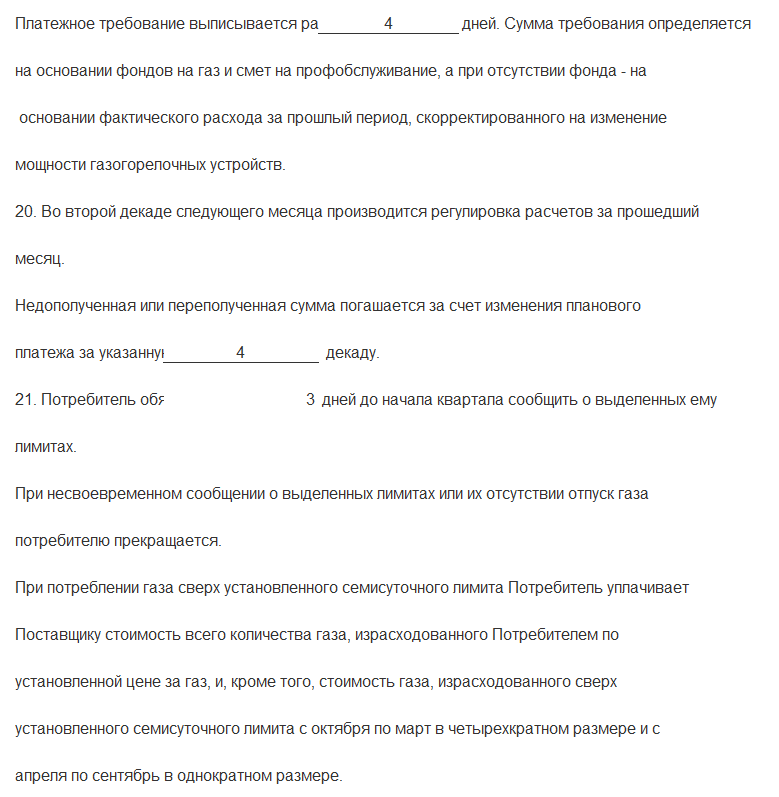 Платежное требование выписывается ра 4 дней. Сумма требования определяется
на основании фондов на газ и смет на профобслуживание, а при отсутствии фонда - на
основании фактического расхода за прошлый период, скорректированного на изменение
мощности газогорелочных устройств.
20. Во второй декаде следующего месяца производится регулировка расчетов за прошедший
месяц.
Недополученная или переполученная сумма погашается за счет изменения планового
платежа за указанну 4 декаду.
21. Потребитель обя 3 дней до начала квартала сообщить о выделенных ему
лимитах.
При несвоевременном сообщении о выделенных лимитах или их отсутствии отпуск газа
потребителю прекращается.
При потреблении газа сверх установленного семисуточного лимита Потребитель уплачивает
Поставщику стоимость всего количества газа, израсходованного Потребителем по
установленной цене за газ, и, кроме того, стоимость газа, израсходованного сверх
установленного семисуточного лимита с октября по март в четырехкратном размере и с
апреля по сентябрь в однократном размере.